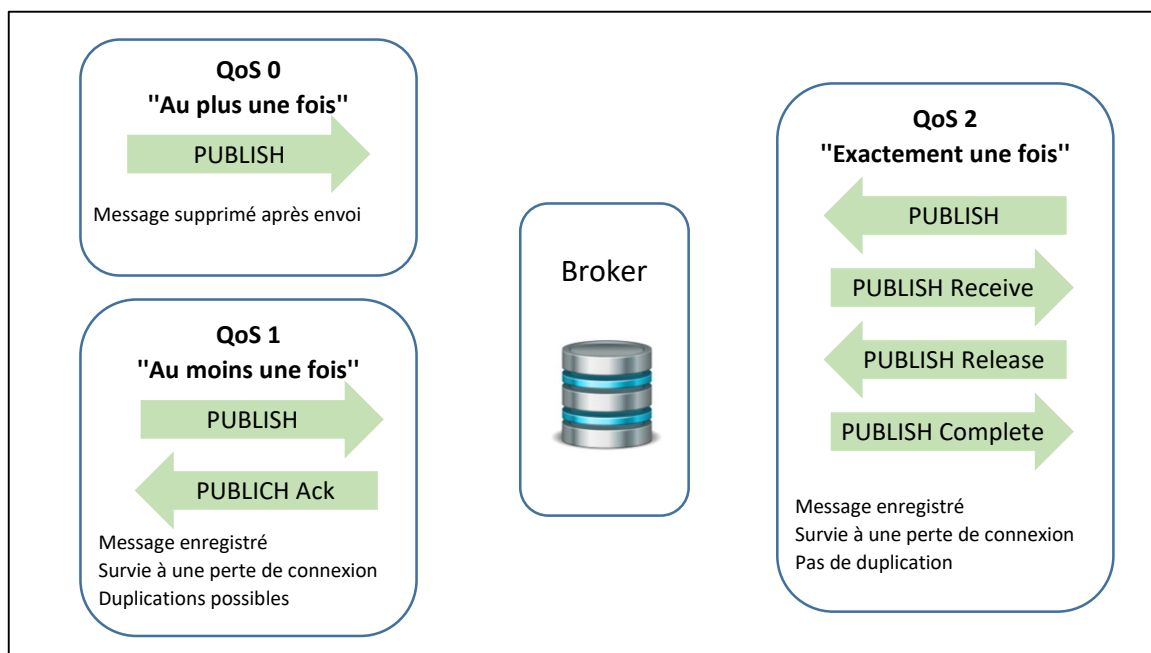 QoS 0
"Au plus une fois"
PUBLISH
Message supprimé après envoi
QoS 1
"Au moins une fois"
PUBLISH
PUBLICH Ack
Message enregistré
Survie à une perte de connexion
Duplications possibles
Broker
QoS 2
"Exactement une fois"
PUBLISH
PUBLISH Receive
PUBLISH Release
PUBLISH Complete
Message enregistré
Survie à une perte de connexion
Pas de duplication